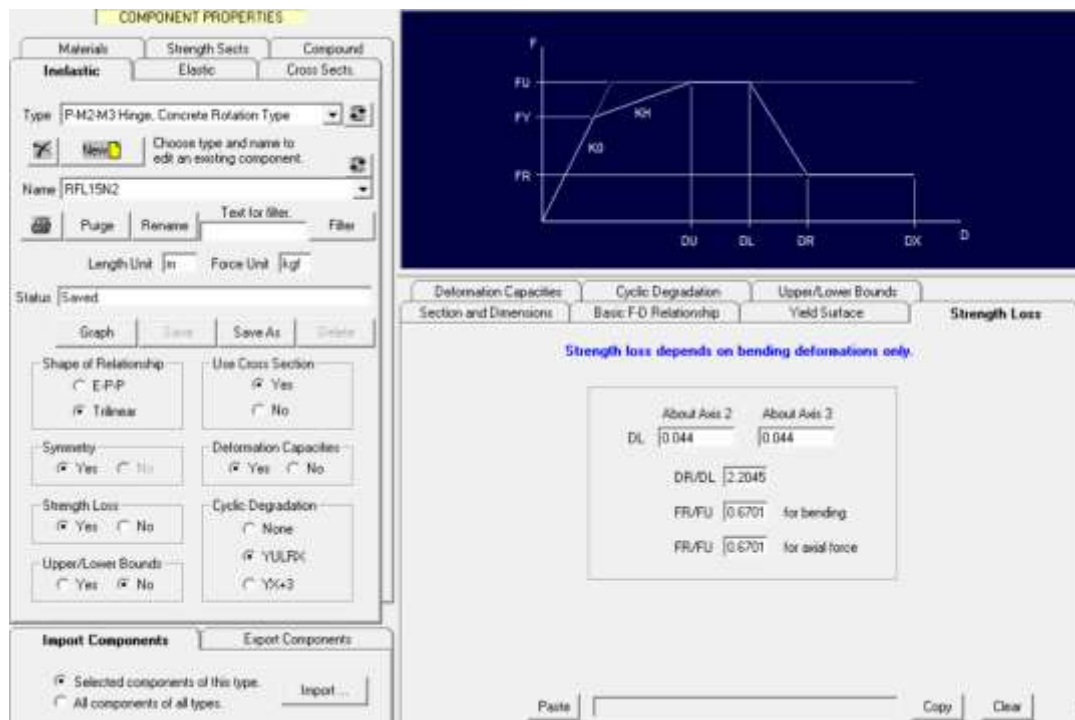 COMPONENT PROPERTIES
Materials Strength Sects Compound
Inelastic Elastic Cross Sects.
Type P-M2-M3 Hinge, Concrete Rotation Type
New Choose type and name to
edit an existing component.
Name RFL15N2
Text for filter.
Purge Rename Filter
Length Unit m Force Unit kgf
Status Saved.
Graph Save Save As Delete
Shape of Relationship
E-P-P
Trilinear
Use Cross Section
Yes
No
Symmetry
Yes No
Deformation Capacities
Yes No
Strength Loss
Yes No
Cyclic Degradation
None
YULRX
YX+3
Upper/Lower Bounds
Yes No
Import Components Export Components
Selected components of this type.
All components of all types.
Import ...
F
FU
FY
KH
K0
FR
DU DL DR DX D
Deformation Capacities Cyclic Degradation Upper/Lower Bounds
Section and Dimensions Basic F-D Relationship Yield Surface Strength Loss
Strength loss depends on bending deformations only.
About Axis 2 About Axis 3
DL 0.044 0.044
DR/DL 2.2045
FR/FU 0.6701 for bending
FR/FU 0.6701 for axial force
Paste Copy Clear